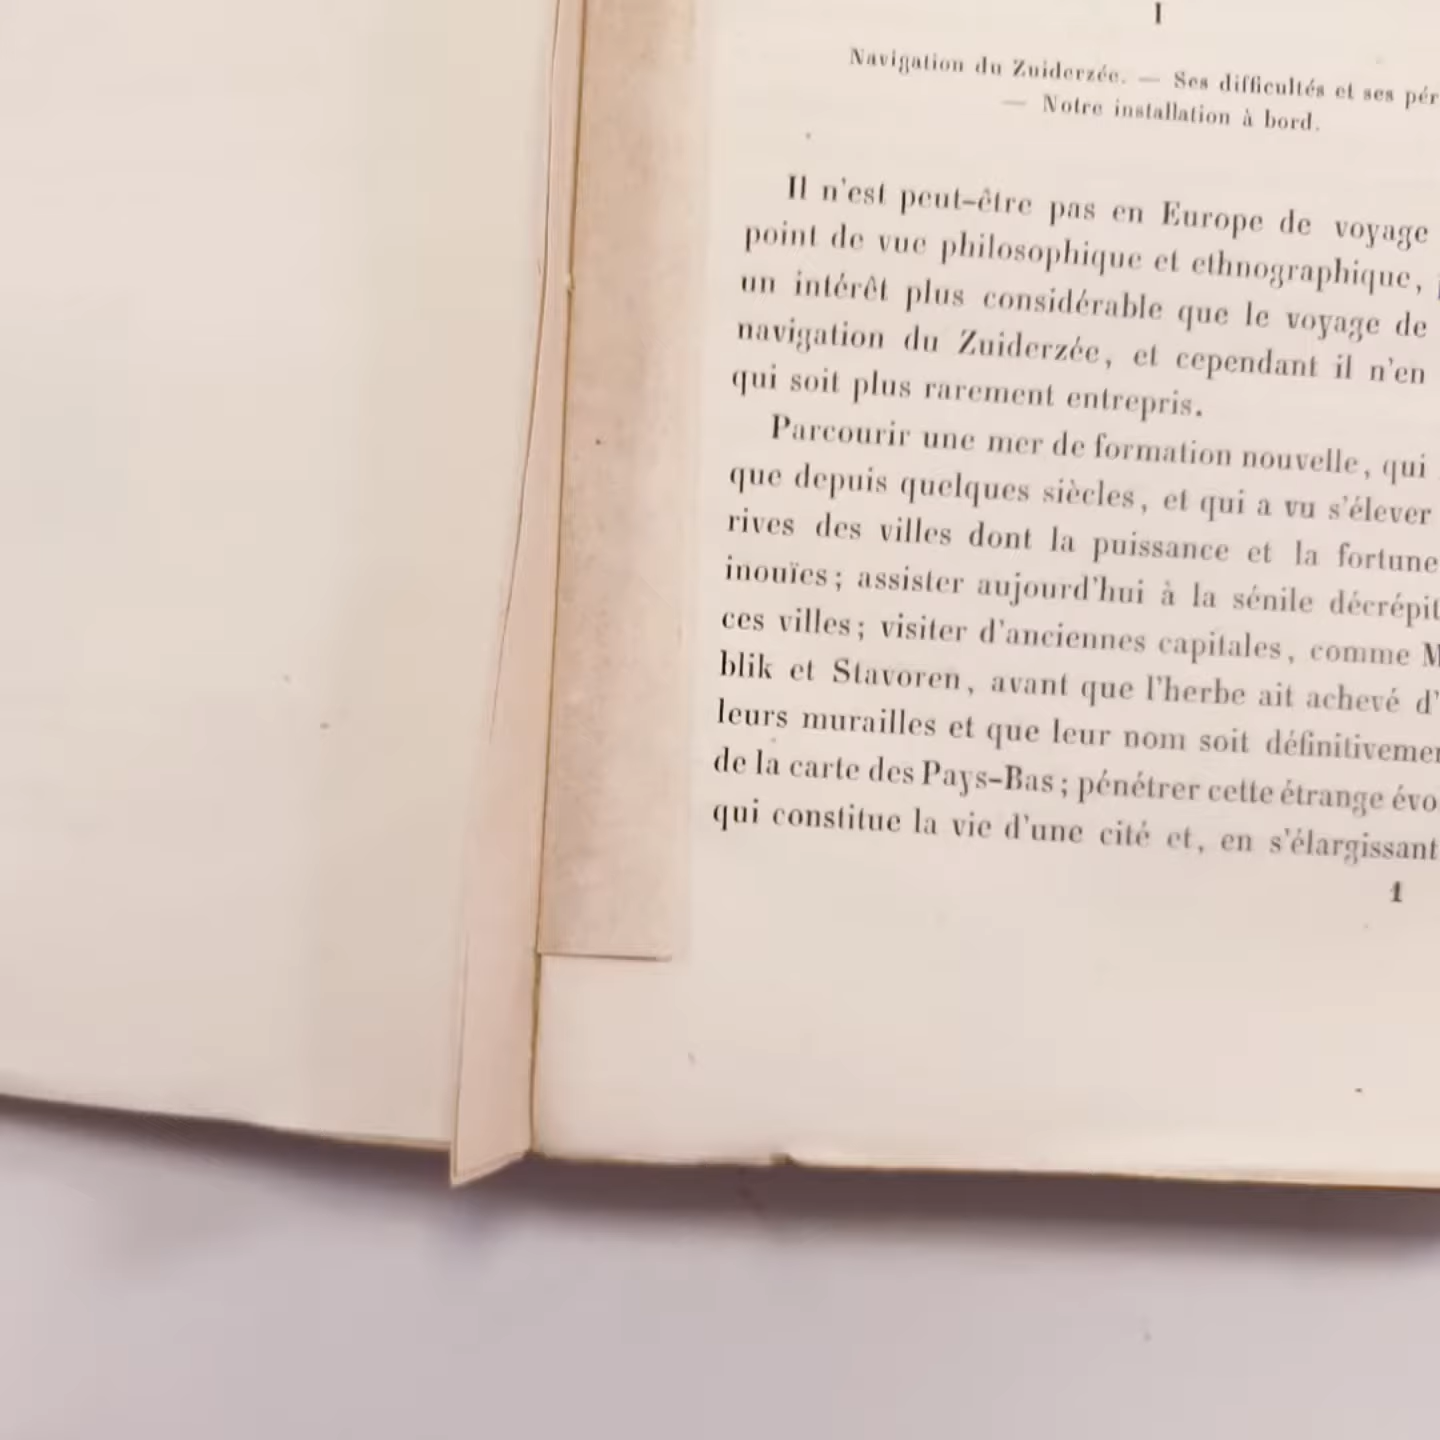 I
Navigation du Zuiderzée. — Ses difficultés et ses pér
— Notre installation à bord.
Il n'est peut-être pas en Europe de voyage
point de vue philosophique et ethnographique,
un intérêt plus considérable que le voyage de
navigation du Zuiderzée, et cependant il n'en
qui soit plus rarement entrepris.
Parcourir une mer de formation nouvelle, qui
que depuis quelques siècles, et qui a vu s'élever
rives des villes dont la puissance et la fortune
inouïes; assister aujourd'hui à la sénile décrépit
ces villes; visiter d'anciennes capitales, comme M
blik et Stavoren, avant que l'herbe ait achevé d'
leurs murailles et que leur nom soit définitivemen
de la carte des Pays-Bas; pénétrer cette étrange évo
qui constitue la vie d'une cité et, en s'élargissant
1